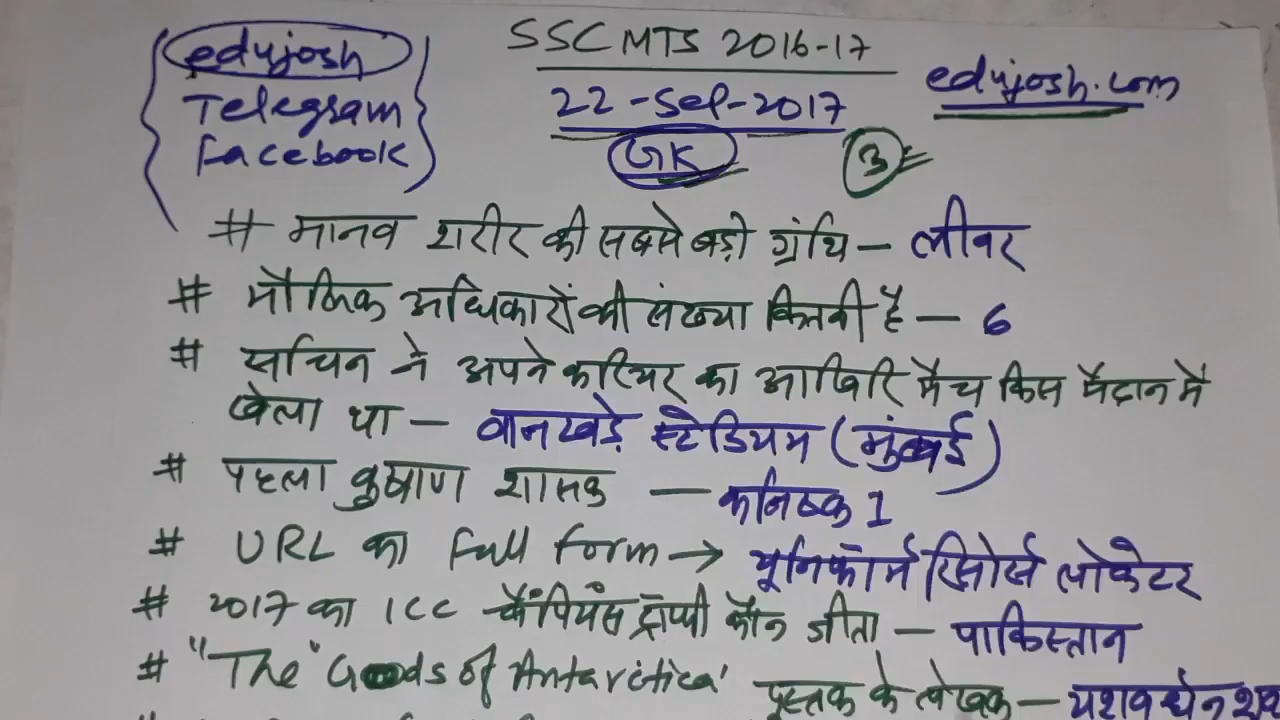 edujosh
Telegram
facebook
SSC MTS 2016-17
22-Sep-2017
GK
3
edujosh.com
# मानव शरीर की सबसे बड़ी ग्रंथि – लीवर
# मौलिक अधिकारों की संख्या कितनी है – 6
# सचिन ने अपने करियर का आखिरि मैच किस मैदान मे
खेला था – वानखड़े स्टेडियम (मुंबई)
# पहला कुषाण शासक – कनिष्क 1
# URL का Full form → यूनिफॉर्म रिसोर्स लोकेटर
# 2017 का ICC चैंपियंस ट्रॉफी कौन जीता – पाकिस्तान
# "The" Goods of Antarctica' पुस्तक के लेखक –